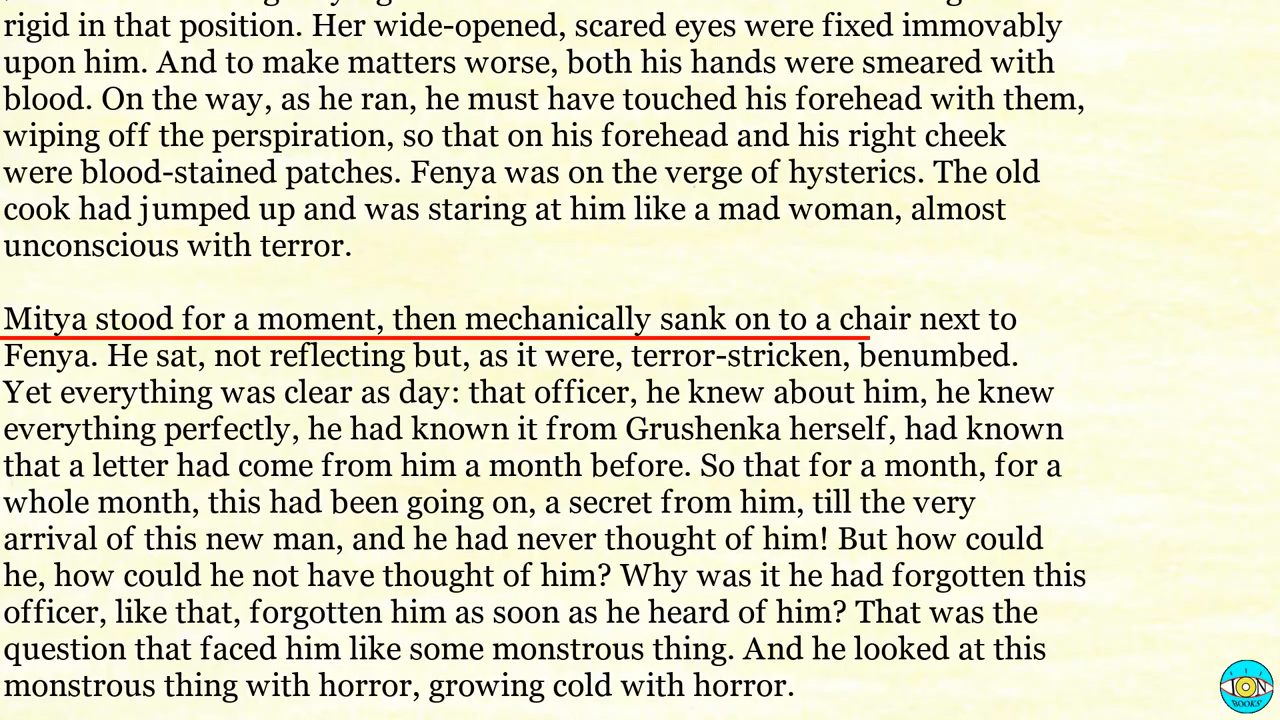 rigid in that position. Her wide-opened, scared eyes were fixed immovably
upon him. And to make matters worse, both his hands were smeared with
blood. On the way, as he ran, he must have touched his forehead with them,
wiping off the perspiration, so that on his forehead and his right cheek
were blood-stained patches. Fenya was on the verge of hysterics. The old
cook had jumped up and was staring at him like a mad woman, almost
unconscious with terror.
Mitya stood for a moment, then mechanically sank on to a chair next to
Fenya. He sat, not reflecting but, as it were, terror-stricken, benumbed.
Yet everything was clear as day: that officer, he knew about him, he knew
everything perfectly, he had known it from Grushenka herself, had known
that a letter had come from him a month before. So that for a month, for a
whole month, this had been going on, a secret from him, till the very
arrival of this new man, and he had never thought of him! But how could
he, how could he not have thought of him? Why was it he had forgotten this
officer, like that, forgotten him as soon as he heard of him? That was the
question that faced him like some monstrous thing. And he looked at this
monstrous thing with horror, growing cold with horror.
ION
BOOKS